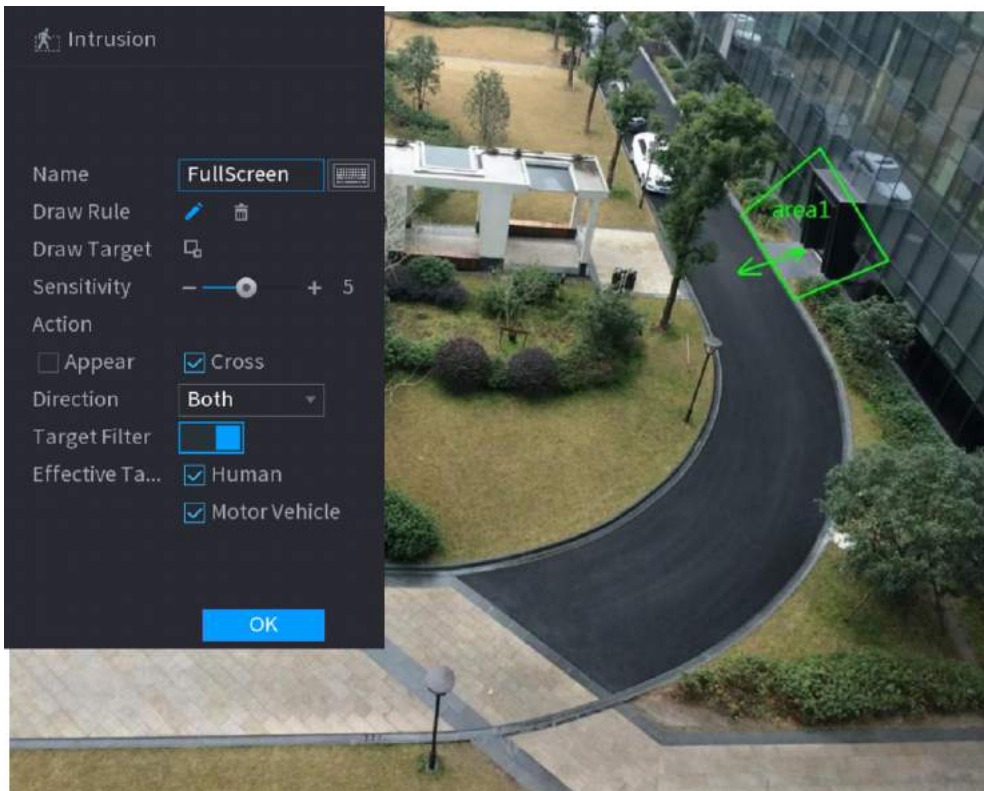 Intrusion
Name FullScreen
Draw Rule
Draw Target
Sensitivity - + 5
Action
Appear Cross
Direction Both
Target Filter
Effective Ta... Human
Motor Vehicle
OK
area1